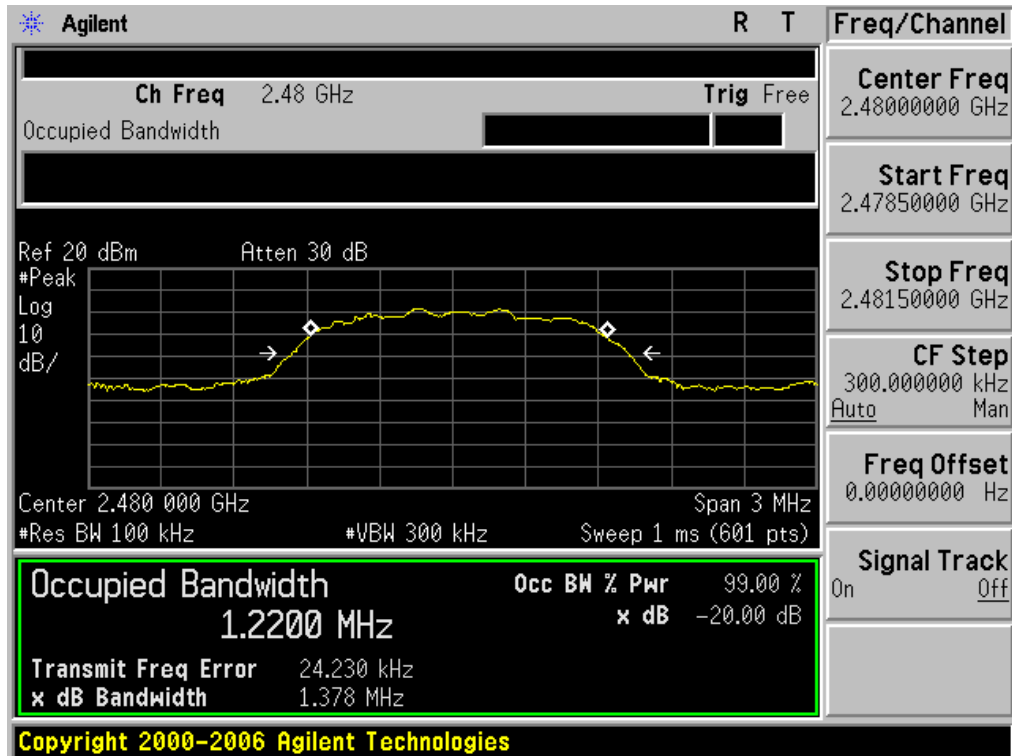 Agilent R T
Ch Freq 2.48 GHz Trig Free
Occupied Bandwidth
Ref 20 dBm Atten 30 dB
#Peak
Log
10
dB/
Center 2.480 000 GHz Span 3 MHz
#Res BW 100 kHz #VBW 300 kHz Sweep 1 ms (601 pts)
Occupied Bandwidth
1.2200 MHz
Occ BW % Pwr 99.00 %
x dB -20.00 dB
Transmit Freq Error 24.230 kHz
x dB Bandwidth 1.378 MHz
Copyright 2000-2006 Agilent Technologies
Freq/Channel
Center Freq
2.48000000 GHz
Start Freq
2.47850000 GHz
Stop Freq
2.48150000 GHz
CF Step
300.000000 kHz
Auto Man
Freq Offset
0.00000000 Hz
Signal Track
On Off